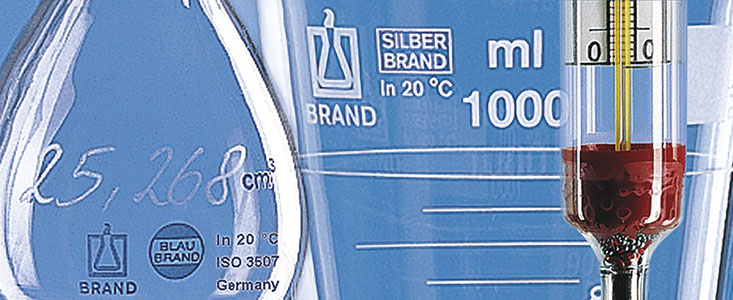 25,268 cm³
BRAND
BLAU
BRAND
In 20 °C
ISO 3507
Germany
BRAND
SILBER
BRAND
In 20 °C
ml
1000
0 0